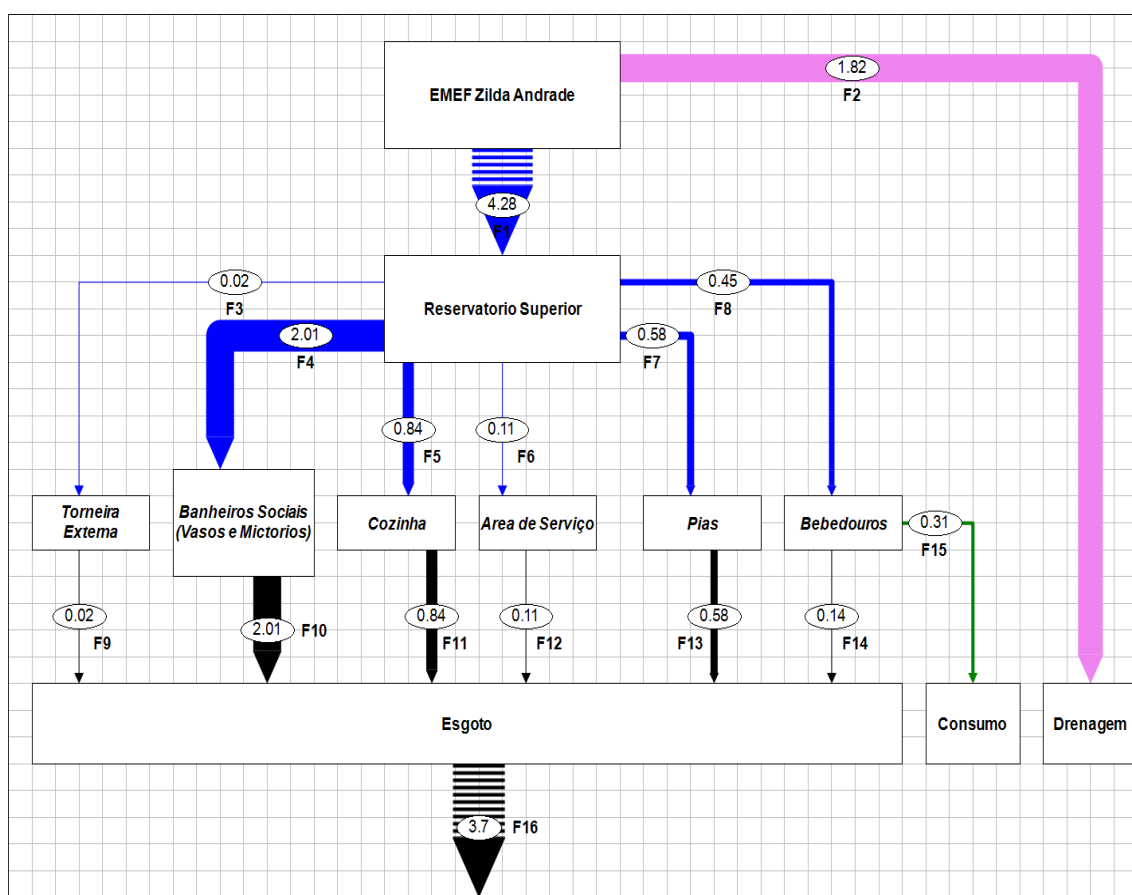 1.82
EMEF Zilda Andrade
F2
4.28
F1
0.02
0.45
F3
Reservatorio Superior
F8
2.01
0.58
F4
F7
0.84
0.11
F5
F6
Torneira
Externa
Banheiros Sociais
(Vasos e Mictorios)
Cozinha
Area de Serviço
Pias
Bebedouros
0.31
F15
0.02
F9
2.01
F10
0.84
F11
0.11
F12
0.58
F13
0.14
F14
Esgoto
Consumo
Drenagem
3.7
F16